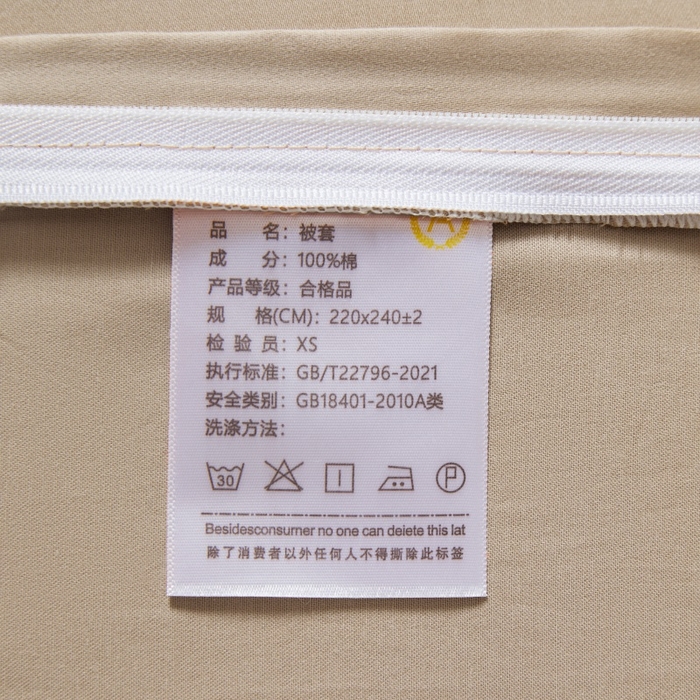 A
品 名：被套
成 分：100%棉
产品等级：合格品
规 格(CM)：220x240±2
检 验 员：XS
执行标准：GB/T22796-2021
安全类别：GB18401-2010A类
洗涤方法：
30
P
Besidesconsurner no one can deiete this lat
除了消费者以外任何人不得撕除此标签